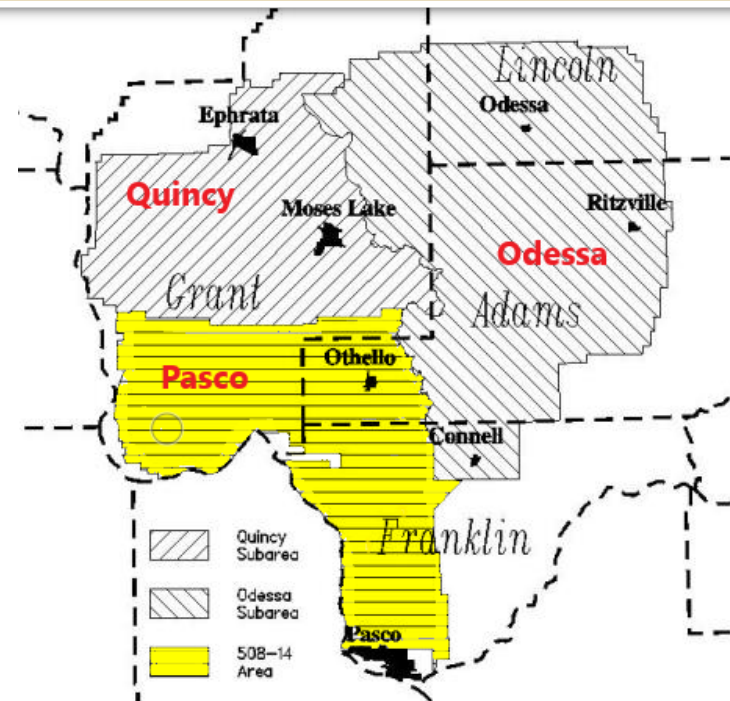 Lincoln
Odessa
Ephrata
Quincy
Moses Lake
Ritzville
Odessa
Grant
Adams
Othello
Pasco
Connell
Franklin
Quincy
Subarea
Odessa
Subarea
Pasco
508-14
Area